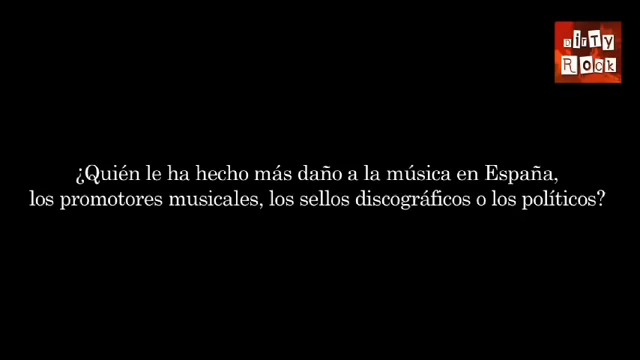 DiRTY
ROCK
¿Quién le ha hecho más daño a la música en España,
los promotores musicales, los sellos discográficos o los políticos?